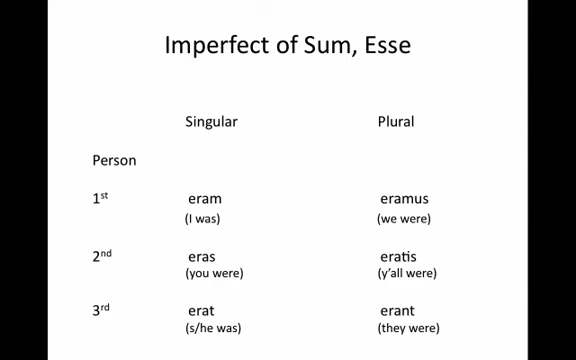 Imperfect of Sum, Esse
Singular Plural
Person
1st eram eramus
(I was) (we were)
2nd eras eratis
(you were) (y'all were)
3rd erat erant
(s/he was) (they were)